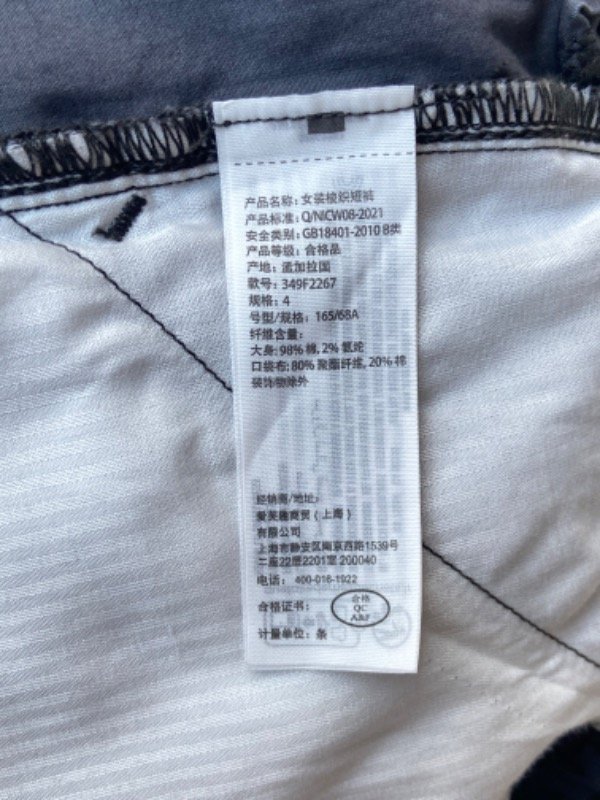 产品名称：女装梭织短裤
产品标准：Q/NICW08-2021
安全类别：GB18401-2010 B类
产品等级：合格品
产地：孟加拉国
款号：349F2267
规格：4
号型/规格：165/68A
纤维含量：
大身：98% 棉, 2% 氨纶
口袋布：80% 聚酯纤维, 20% 棉
装饰物除外
经销商/地址：
爱芙趣商贸（上海）
有限公司
上海市静安区南京西路1539号
二座22层2201室 200040
电话：400-016-1922
合格证书：
合格
QC
A&F
计量单位：条